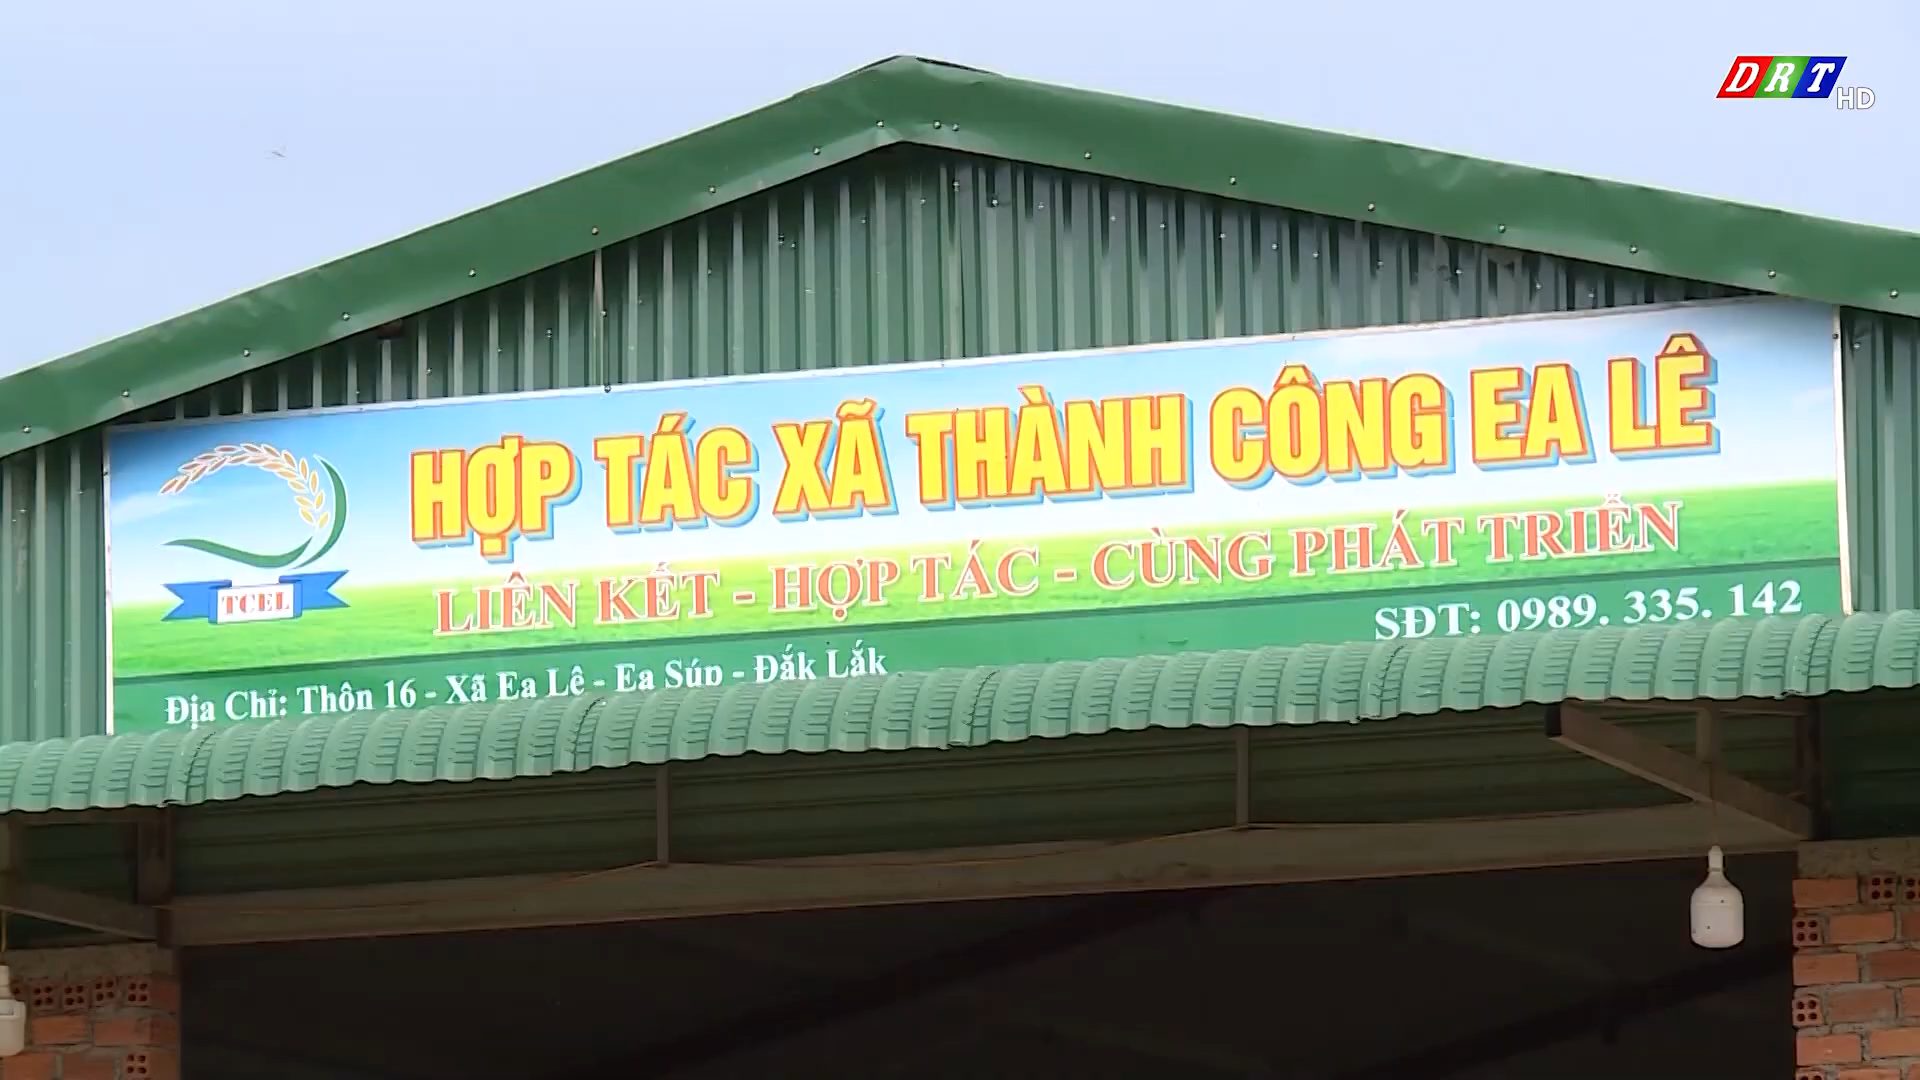 DRT HD
HỢP TÁC XÃ THÀNH CÔNG EA LÊ
LIÊN KẾT - HỢP TÁC - CÙNG PHÁT TRIỂN
TCEL
SĐT: 0989. 335. 142
Địa Chỉ: Thôn 16 - Xã Ea Lê - Ea Súp - Đắk Lắk